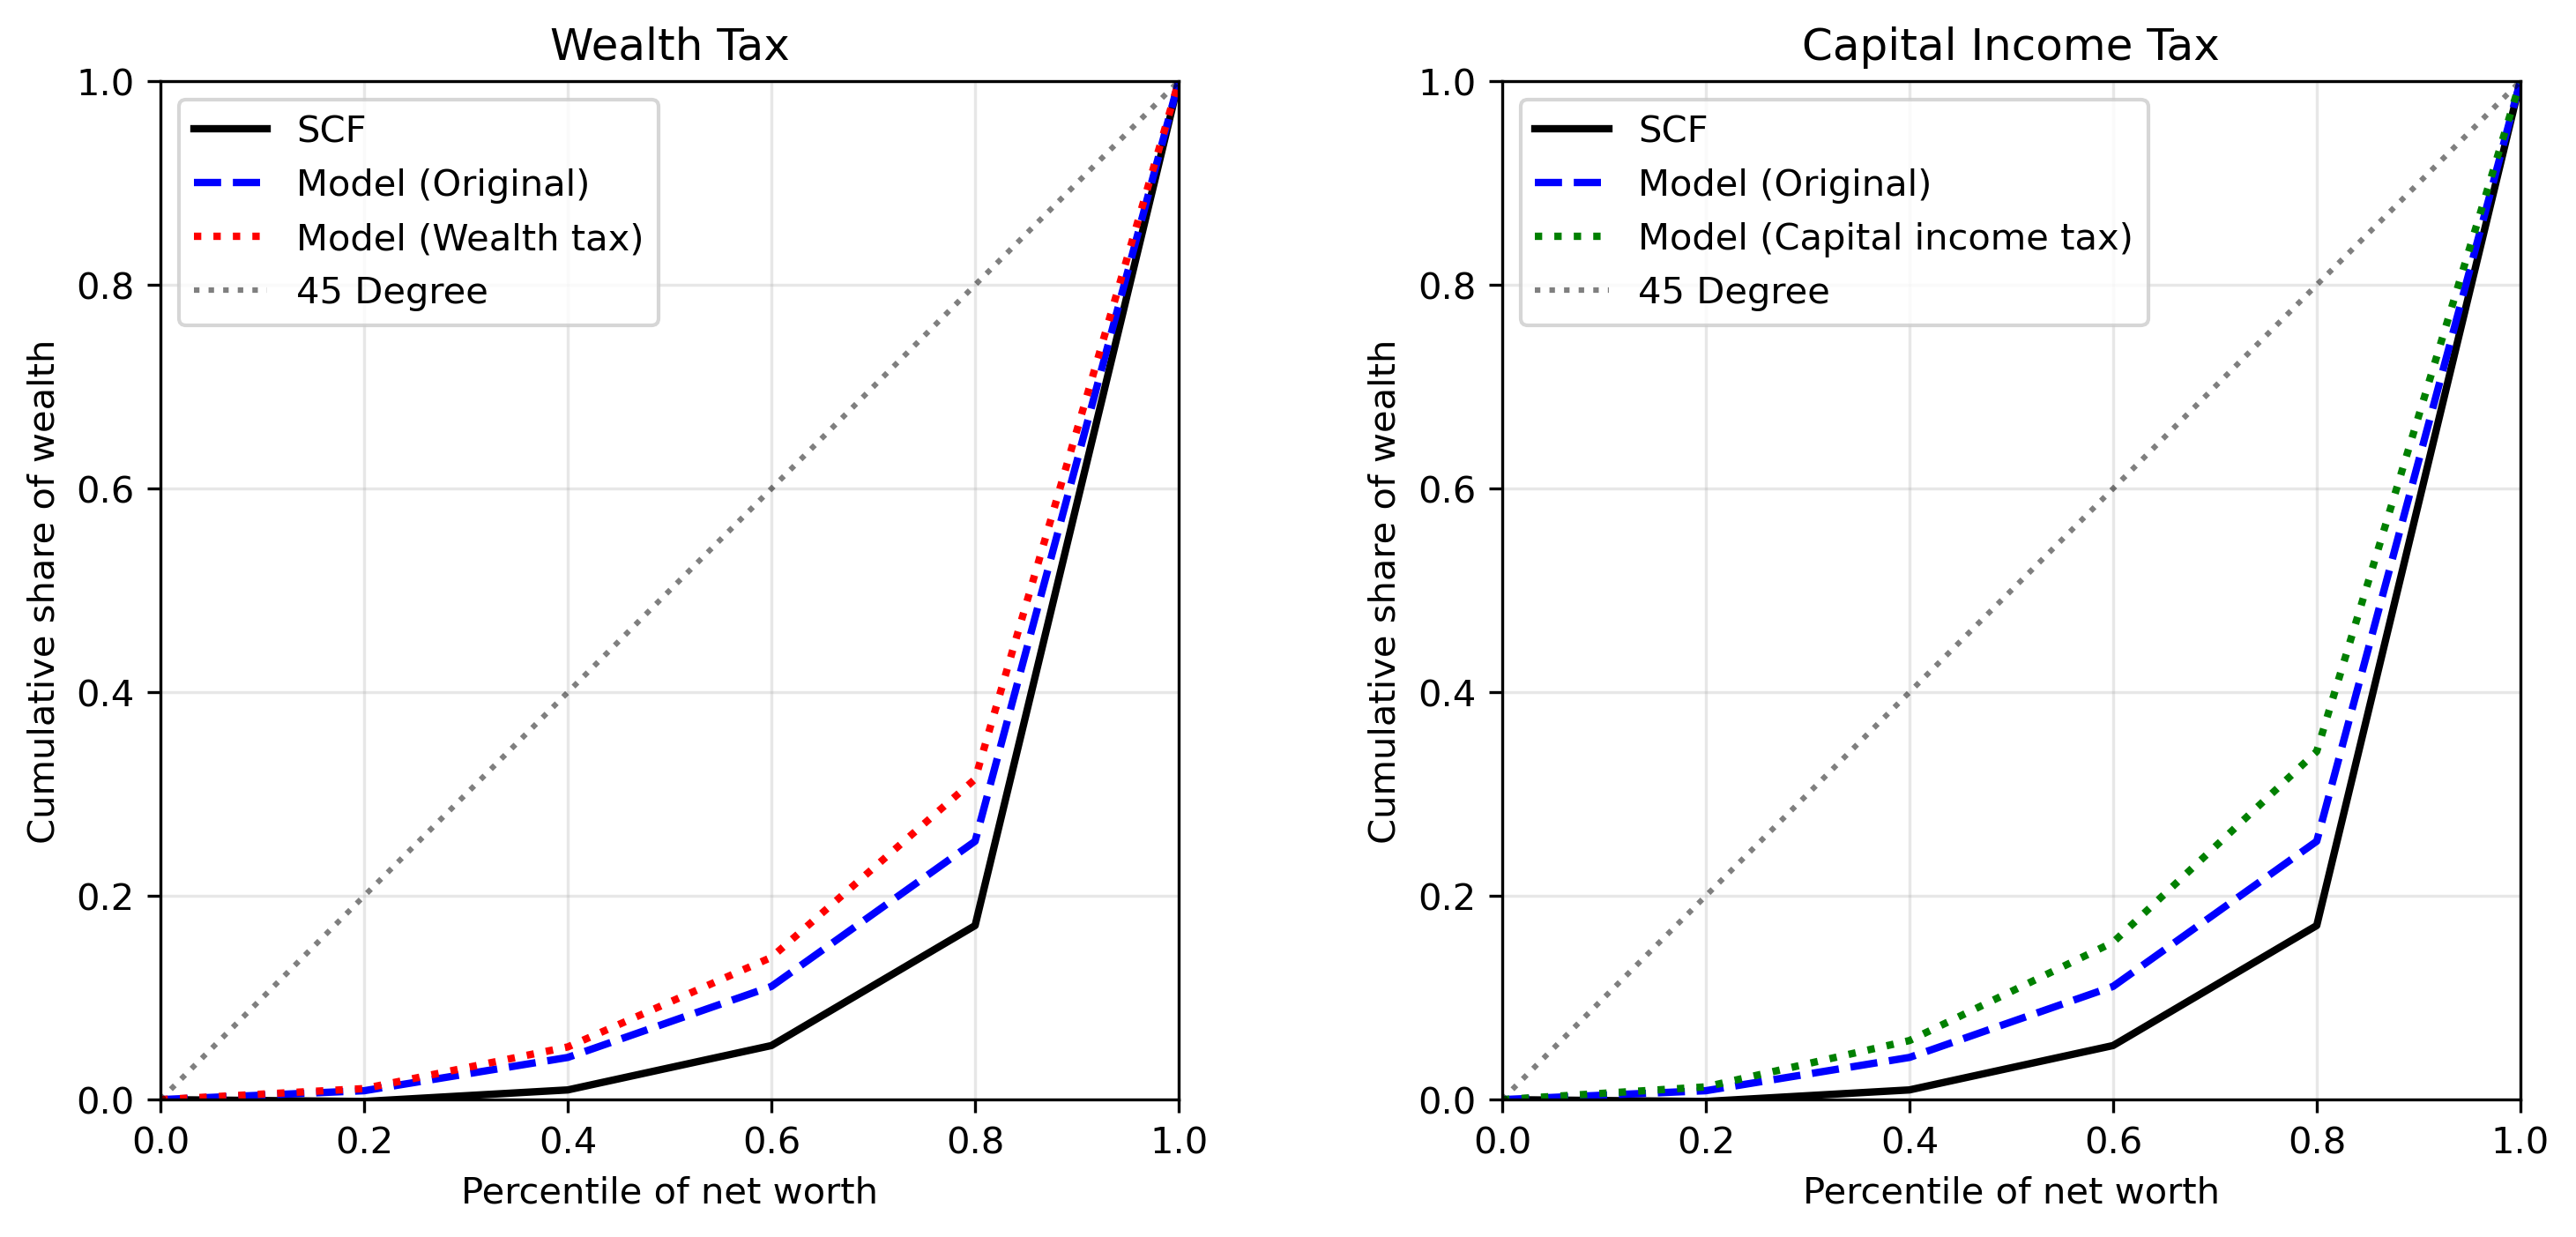 Wealth Tax
1.0
0.8
0.6
0.4
0.2
0.0
Cumulative share of wealth
SCF
Model (Original)
Model (Wealth tax)
45 Degree
0.0 0.2 0.4 0.6 0.8 1.0
Percentile of net worth
Capital Income Tax
1.0
0.8
0.6
0.4
0.2
0.0
Cumulative share of wealth
SCF
Model (Original)
Model (Capital income tax)
45 Degree
0.0 0.2 0.4 0.6 0.8 1.0
Percentile of net worth